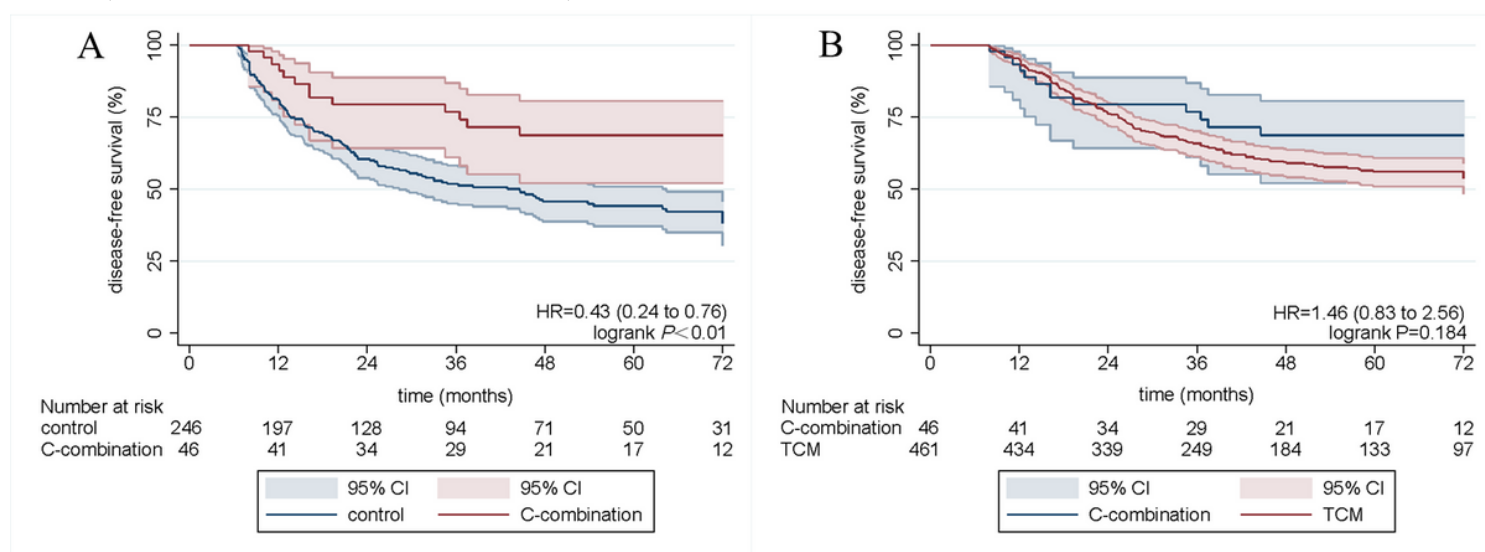 A
disease-free survival (%)
100
75
50
25
0
HR=0.43 (0.24 to 0.76)
logrank P<0.01
0 12 24 36 48 60 72
time (months)
Number at risk
control 246 197 128 94 71 50 31
C-combination 46 41 34 29 21 17 12
95% CI 95% CI
control C-combination
B
disease-free survival (%)
100
75
50
25
0
HR=1.46 (0.83 to 2.56)
logrank P=0.184
0 12 24 36 48 60 72
time (months)
Number at risk
C-combination 46 41 34 29 21 17 12
TCM 461 434 339 249 184 133 97
95% CI 95% CI
C-combination TCM